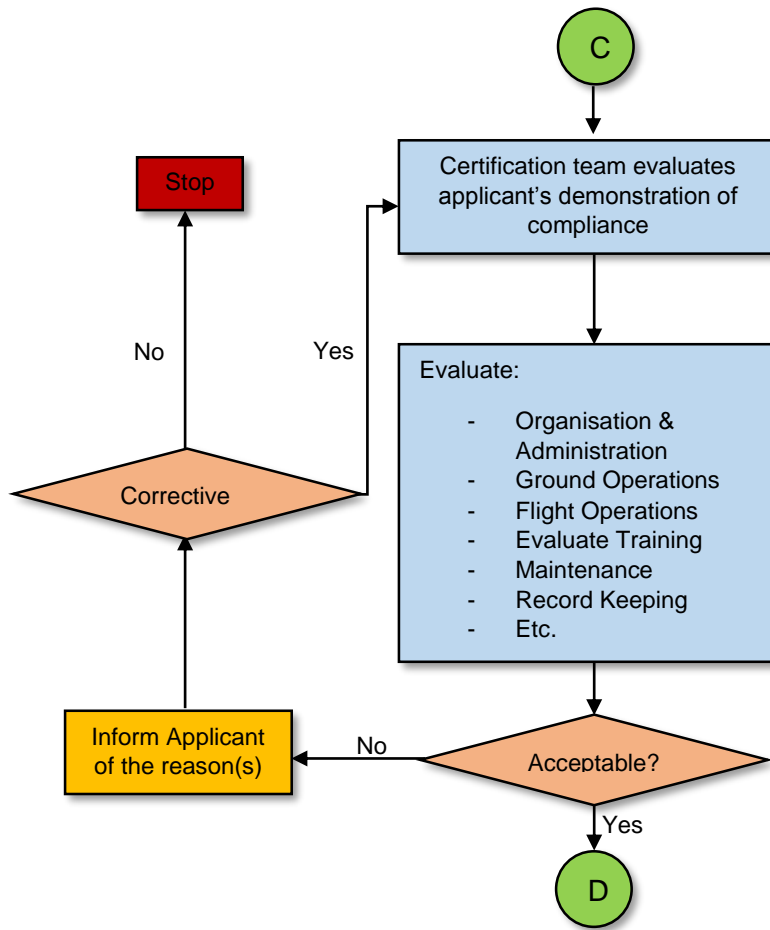 C
Certification team evaluates
applicant’s demonstration of
compliance
Stop
No
Yes
Evaluate:
- Organisation &
Administration
- Ground Operations
- Flight Operations
- Evaluate Training
- Maintenance
- Record Keeping
- Etc.
Corrective
Inform Applicant
of the reason(s)
No
Acceptable?
Yes
D